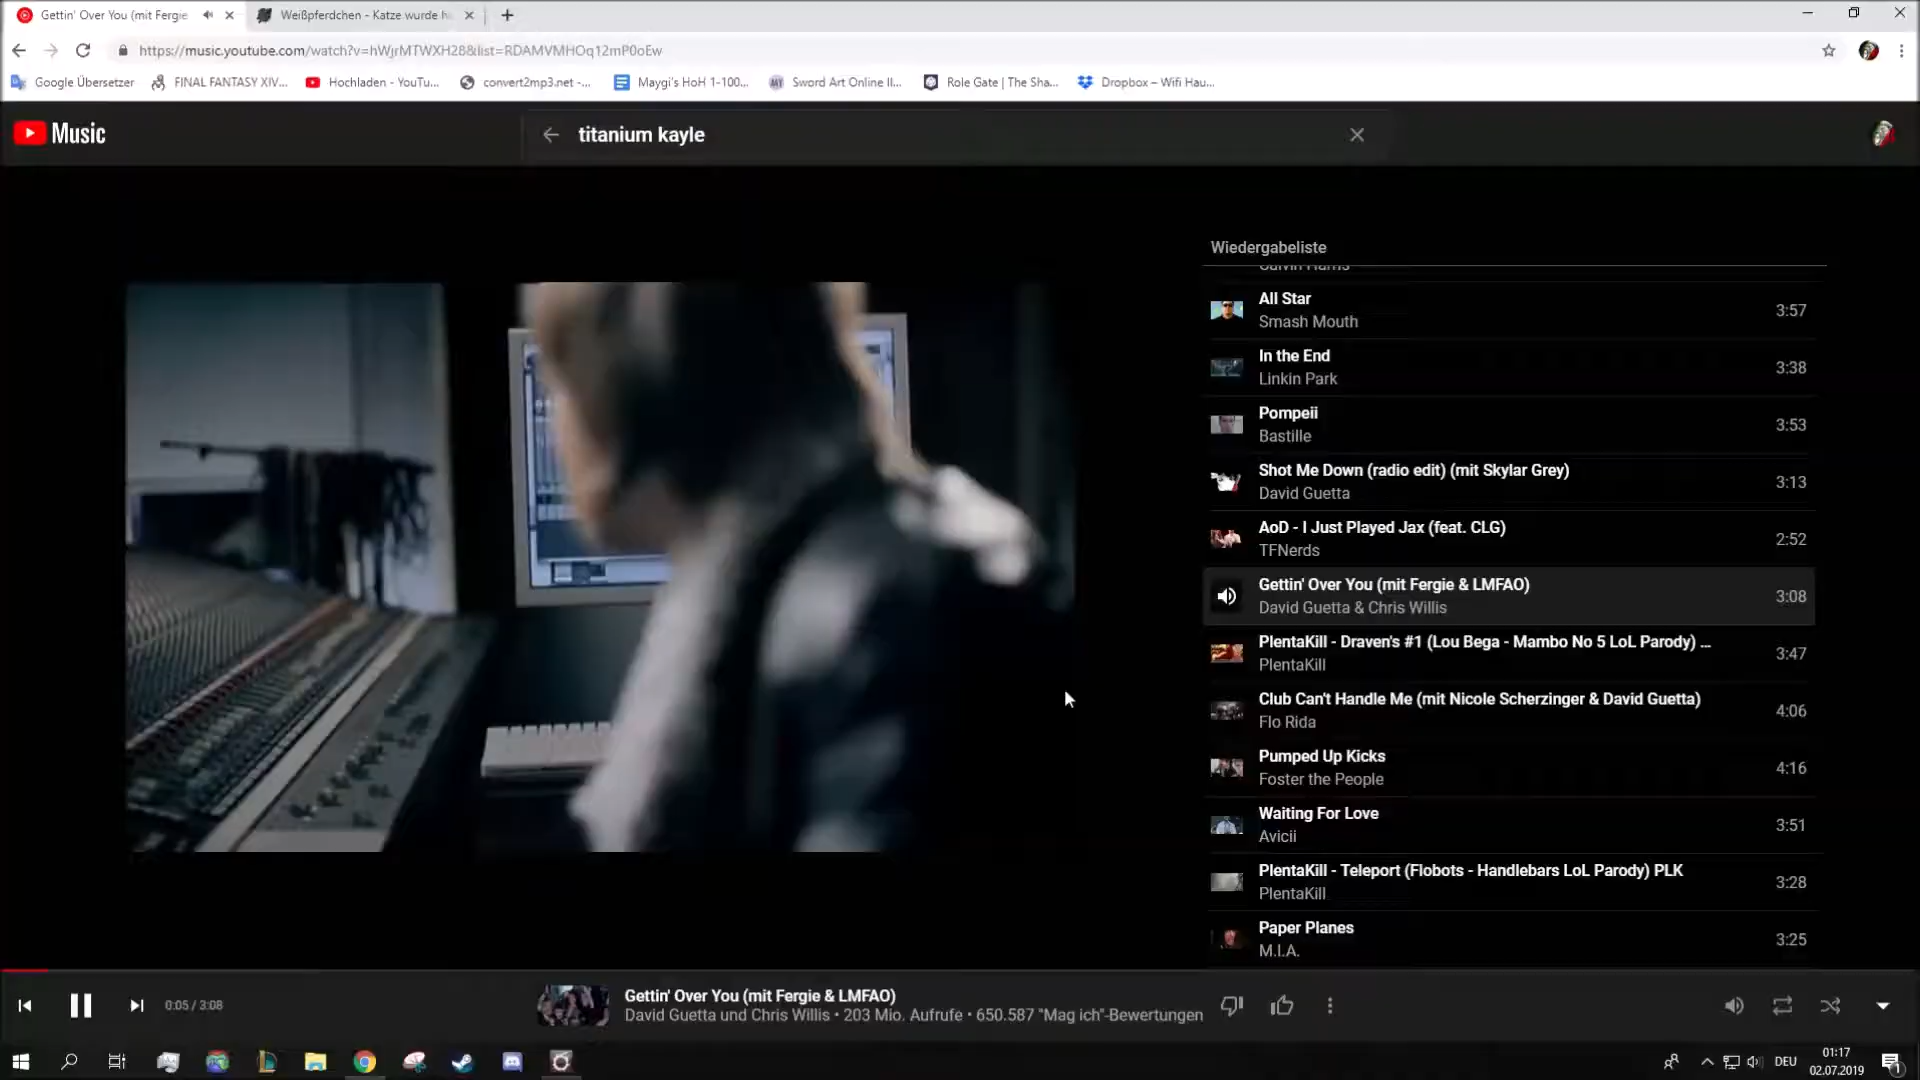 Gettin' Over You (mit Fergie
Weißpferdchen - Katze wurde h
https://music.youtube.com/watch?v=hWjrMTWXH28&list=RDAMVMHOq12mP0oEw
Google Übersetzer
FINAL FANTASY XIV...
Hochladen - YouTu...
convert2mp3.net -...
Maygi's HoH 1-100...
Sword Art Online II...
Role Gate | The Sha...
Dropbox – Wifi Hau...
Music
titanium kayle
Wiedergabeliste
Calvin Harris
All Star
Smash Mouth
3:57
In the End
Linkin Park
3:38
Pompeii
Bastille
3:53
Shot Me Down (radio edit) (mit Skylar Grey)
David Guetta
3:13
AoD - I Just Played Jax (feat. CLG)
TFNerds
2:52
Gettin' Over You (mit Fergie & LMFAO)
David Guetta & Chris Willis
3:08
PlentaKill - Draven's #1 (Lou Bega - Mambo No 5 LoL Parody) ...
PlentaKill
3:47
Club Can't Handle Me (mit Nicole Scherzinger & David Guetta)
Flo Rida
4:06
Pumped Up Kicks
Foster the People
4:16
Waiting For Love
Avicii
3:51
PlentaKill - Teleport (Flobots - Handlebars LoL Parody) PLK
PlentaKill
3:28
Paper Planes
M.I.A.
3:25
0:05 / 3:08
Gettin' Over You (mit Fergie & LMFAO)
David Guetta und Chris Willis • 203 Mio. Aufrufe • 650.587 "Mag ich"-Bewertungen
DEU
01:17
02.07.2019
1